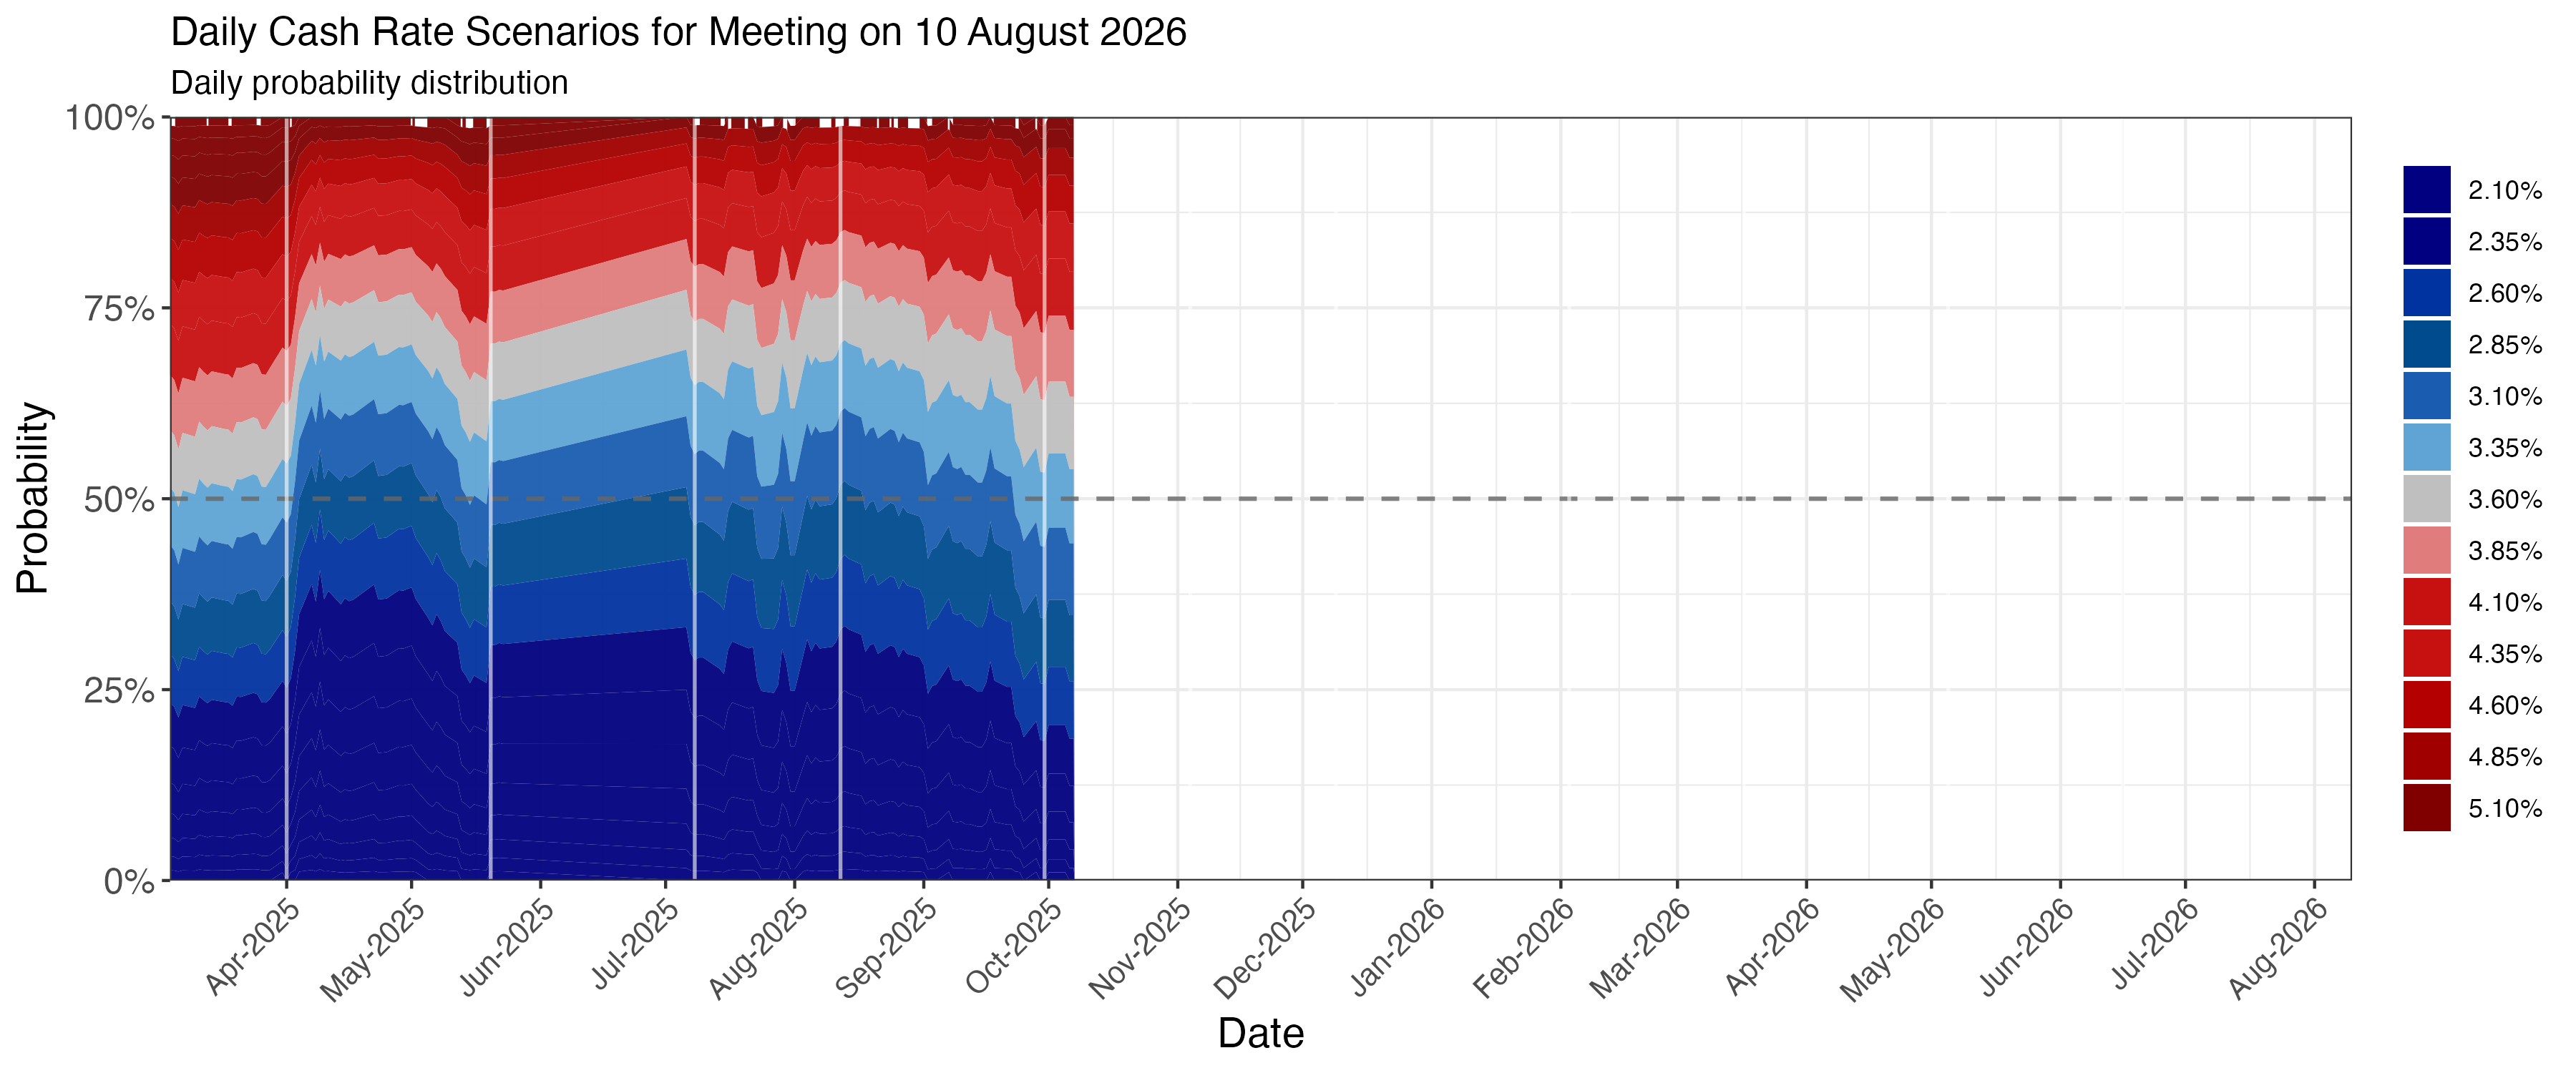 Daily Cash Rate Scenarios for Meeting on 10 August 2026
Daily probability distribution
100%
75%
50%
25%
0%
Probability
Apr-2025
May-2025
Jun-2025
Jul-2025
Aug-2025
Sep-2025
Oct-2025
Nov-2025
Dec-2025
Jan-2026
Feb-2026
Mar-2026
Apr-2026
May-2026
Jun-2026
Jul-2026
Aug-2026
Date
2.10%
2.35%
2.60%
2.85%
3.10%
3.35%
3.60%
3.85%
4.10%
4.35%
4.60%
4.85%
5.10%